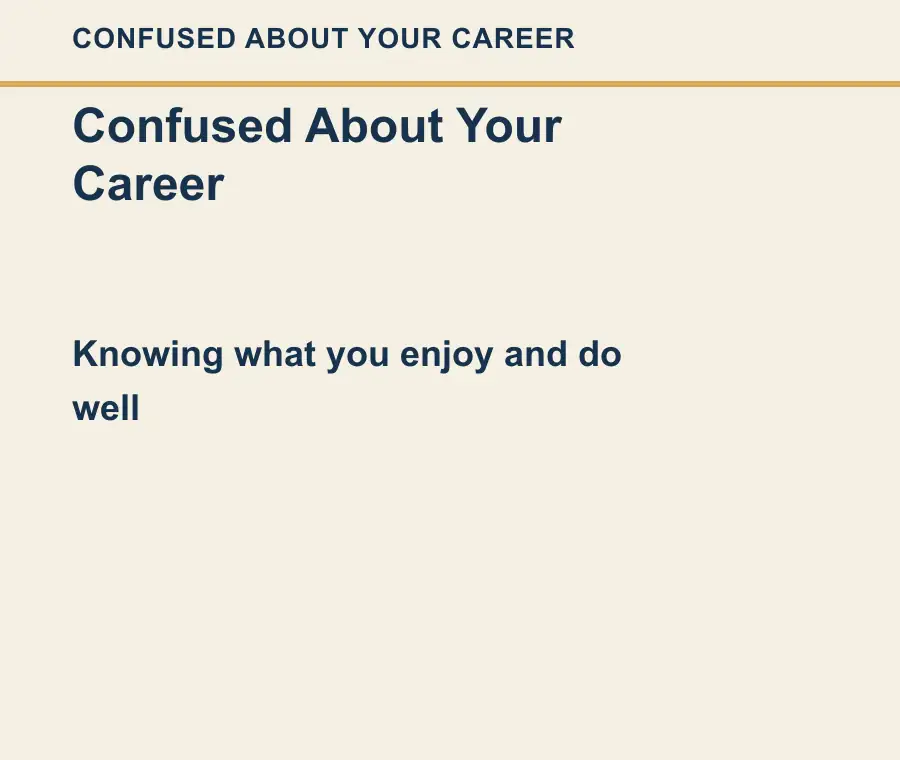 CONFUSED ABOUT YOUR CAREER
Confused About Your
Career
Knowing what you enjoy and do
well